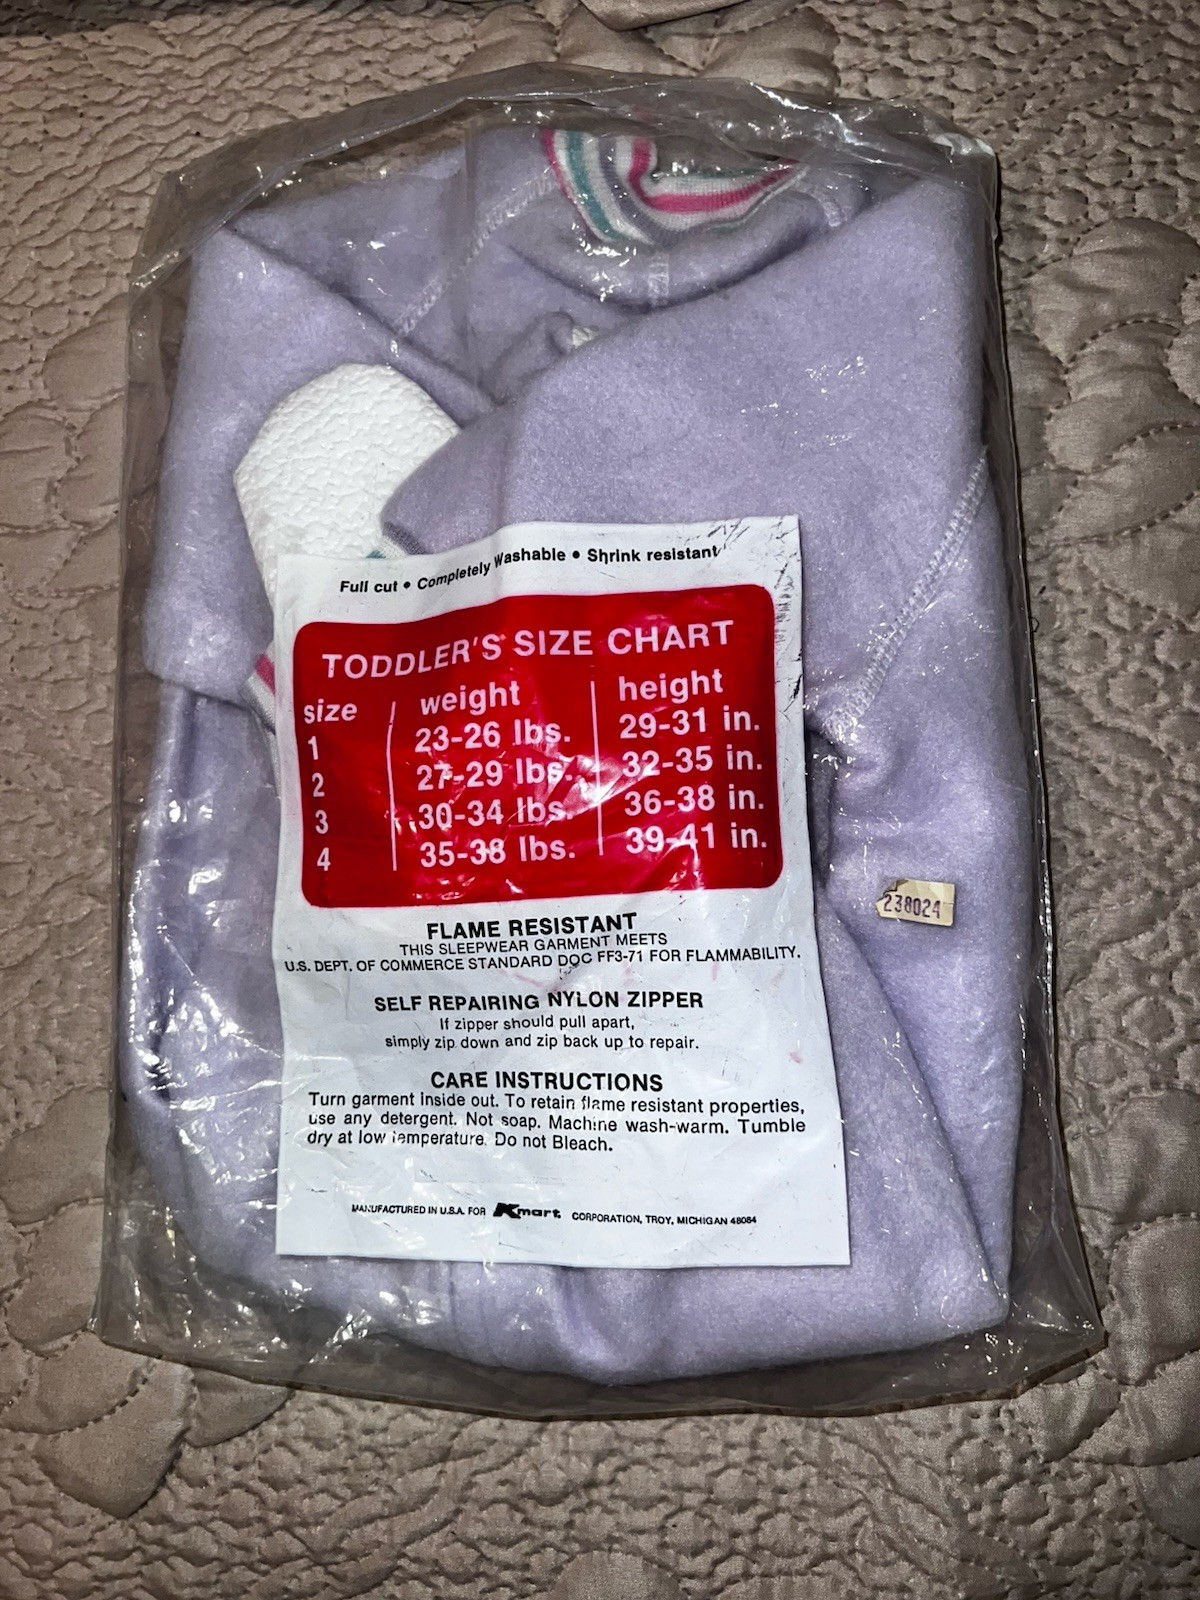 Full cut • Completely Washable • Shrink resistant
TODDLER'S SIZE CHART
size weight height
1 23-26 lbs. 29-31 in.
2 27-29 lbs. 32-35 in.
3 30-34 lbs. 36-38 in.
4 35-38 lbs. 39-41 in.
238024
FLAME RESISTANT
THIS SLEEPWEAR GARMENT MEETS
U.S. DEPT. OF COMMERCE STANDARD DOC FF3-71 FOR FLAMMABILITY.
SELF REPAIRING NYLON ZIPPER
If zipper should pull apart,
simply zip down and zip back up to repair.
CARE INSTRUCTIONS
Turn garment inside out. To retain flame resistant properties,
use any detergent. Not soap. Machine wash-warm. Tumble
dry at low temperature. Do not Bleach.
MANUFACTURED IN U.S.A. FOR Kmart CORPORATION, TROY, MICHIGAN 48084